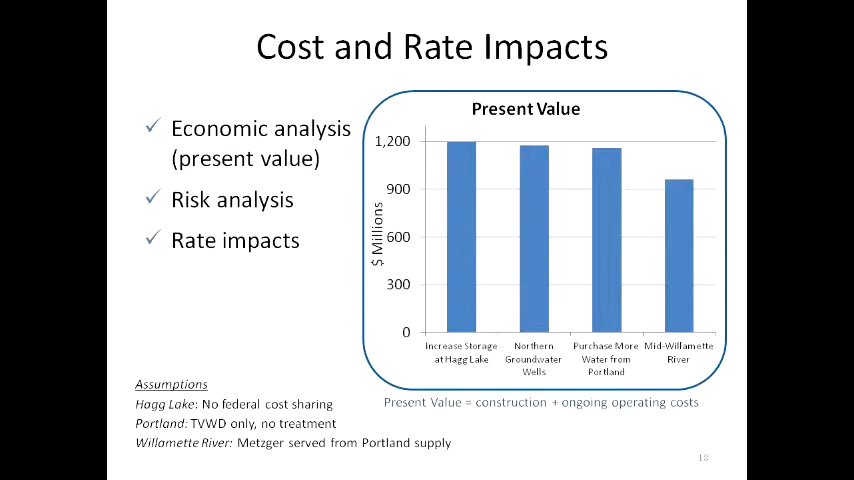 Cost and Rate Impacts
Economic analysis
(present value)
Risk analysis
Rate impacts
Present Value
1,200
900
600
300
0
$ Millions
Increase Storage
at Hagg Lake
Northern
Groundwater
Wells
Purchase More
Water from
Portland
Mid-Willamette
River
Present Value = construction + ongoing operating costs
Assumptions
Hagg Lake: No federal cost sharing
Portland: TVWD only, no treatment
Willamette River: Metzger served from Portland supply